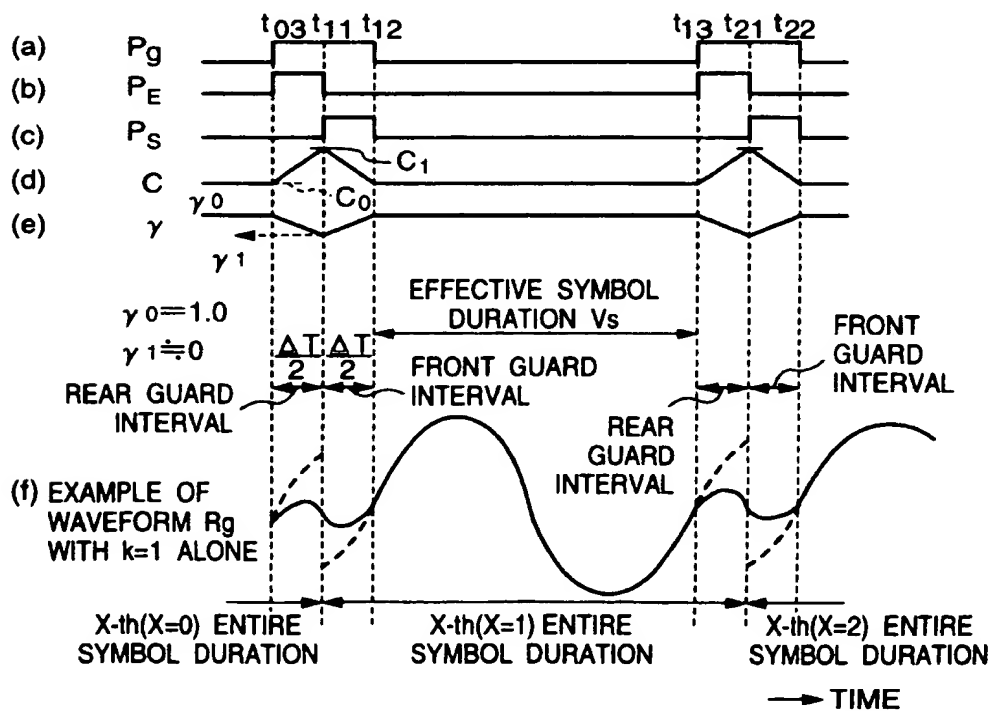 t03 t11 t12 t13 t21 t22
(a) Pg
(b) PE
(c) PS
C1
(d) C
C0
γ0
(e) γ
γ1
γ0=1.0
γ1≒0
EFFECTIVE SYMBOL
DURATION Vs
ΔT/2 ΔT/2
REAR GUARD
INTERVAL
FRONT GUARD
INTERVAL
FRONT
GUARD
INTERVAL
REAR
GUARD
INTERVAL
(f) EXAMPLE OF
WAVEFORM Rg
WITH k=1 ALONE
X-th(X=0) ENTIRE
SYMBOL DURATION
X-th(X=1) ENTIRE
SYMBOL DURATION
X-th(X=2) ENTIRE
SYMBOL DURATION
TIME